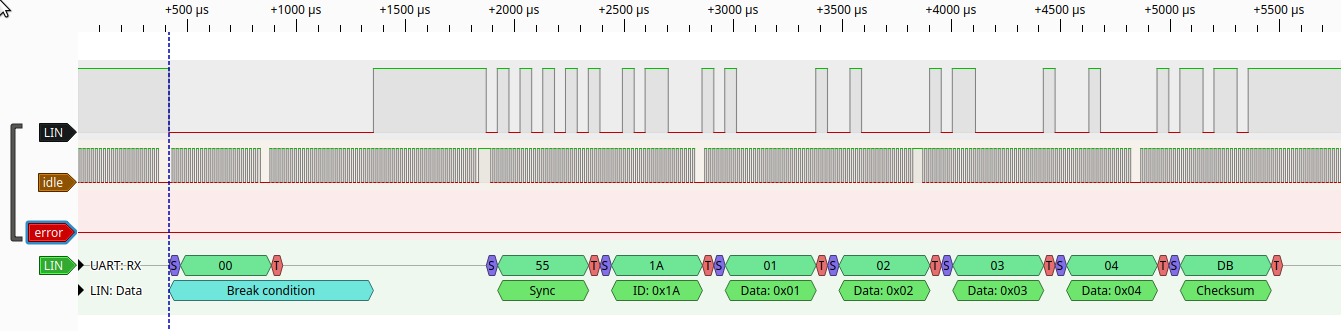 +500 µs +1000 µs +1500 µs +2000 µs +2500 µs +3000 µs +3500 µs +4000 µs +4500 µs +5000 µs +5500 µs
LIN
idle
error
LIN UART: RX S 00 T S 55 T S 1A T S 01 T S 02 T S 03 T S 04 T S DB T
LIN: Data Break condition Sync ID: 0x1A Data: 0x01 Data: 0x02 Data: 0x03 Data: 0x04 Checksum